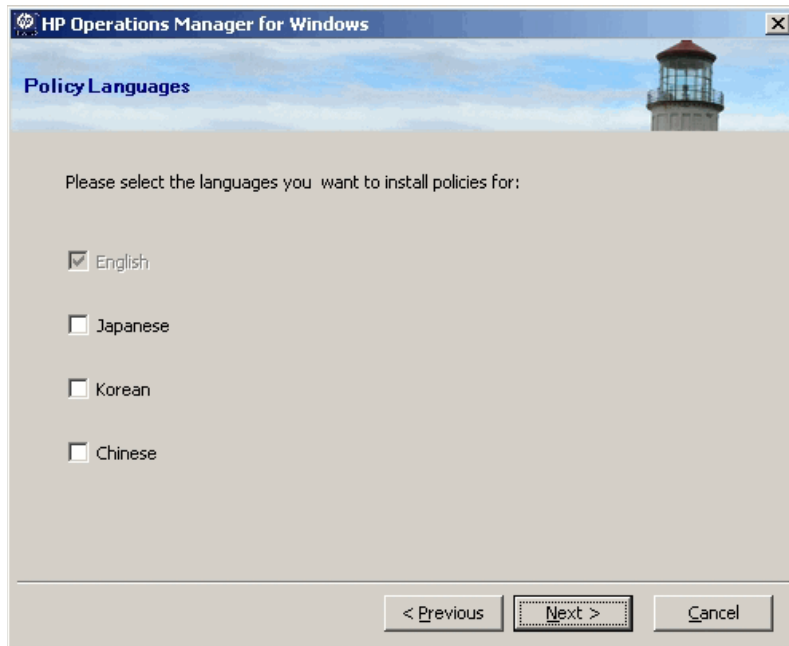 HP Operations Manager for Windows
Policy Languages
Please select the languages you want to install policies for:
English
Japanese
Korean
Chinese
< Previous Next > Cancel